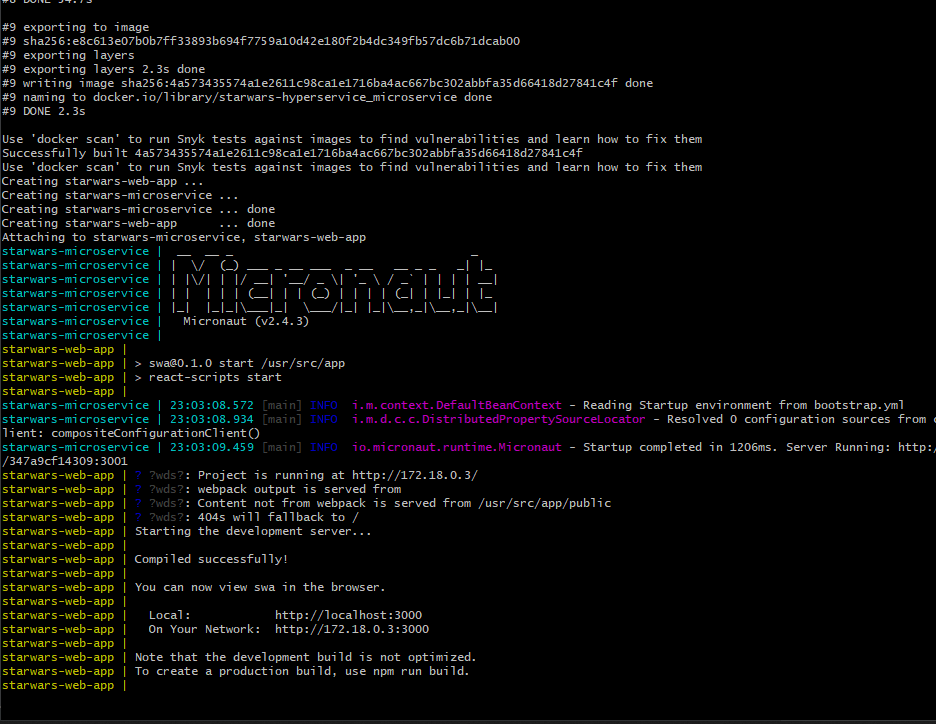 #8 DONE 94.7s
#9 exporting to image
#9 sha256:e8c613e07b0b7ff33893b694f7759a10d42e180f2b4dc349fb57dc6b71dcab00
#9 exporting layers
#9 exporting layers 2.3s done
#9 writing image sha256:4a573435574a1e2611c98ca1e1716ba4ac667bc302abbfa35d66418d27841c4f done
#9 naming to docker.io/library/starwars-hyperservice_microservice done
#9 DONE 2.3s
Use 'docker scan' to run Snyk tests against images to find vulnerabilities and learn how to fix them
Successfully built 4a573435574a1e2611c98ca1e1716ba4ac667bc302abbfa35d66418d27841c4f
Use 'docker scan' to run Snyk tests against images to find vulnerabilities and learn how to fix them
Creating starwars-web-app ...
Creating starwars-microservice ...
Creating starwars-microservice ... done
Creating starwars-web-app      ... done
Attaching to starwars-microservice, starwars-web-app
starwars-microservice |
starwars-microservice |
starwars-microservice | Micronaut
starwars-microservice |
starwars-microservice |
starwars-microservice |   Micronaut (v2.4.3)
starwars-microservice |
starwars-web-app |
starwars-web-app | > swa@0.1.0 start /usr/src/app
starwars-web-app | > react-scripts start
starwars-web-app |
starwars-microservice | 23:03:08.572 [main] INFO  i.m.context.DefaultBeanContext - Reading Startup environment from bootstrap.yml
starwars-microservice | 23:03:08.934 [main] INFO  i.m.d.c.c.DistributedPropertySourceLocator - Resolved 0 configuration sources from c
lient: compositeConfigurationClient()
starwars-microservice | 23:03:09.459 [main] INFO  io.micronaut.runtime.Micronaut - Startup completed in 1206ms. Server Running: http:/
/347a9cf14309:3001
starwars-web-app | ? ?wds?: Project is running at http://172.18.0.3/
starwars-web-app | ? ?wds?: webpack output is served from
starwars-web-app | ? ?wds?: Content not from webpack is served from /usr/src/app/public
starwars-web-app | ? ?wds?: 404s will fallback to /
starwars-web-app | Starting the development server...
starwars-web-app |
starwars-web-app | Compiled successfully!
starwars-web-app |
starwars-web-app | You can now view swa in the browser.
starwars-web-app |
starwars-web-app |   Local:            http://localhost:3000
starwars-web-app |   On Your Network:  http://172.18.0.3:3000
starwars-web-app |
starwars-web-app | Note that the development build is not optimized.
starwars-web-app | To create a production build, use npm run build.
starwars-web-app |